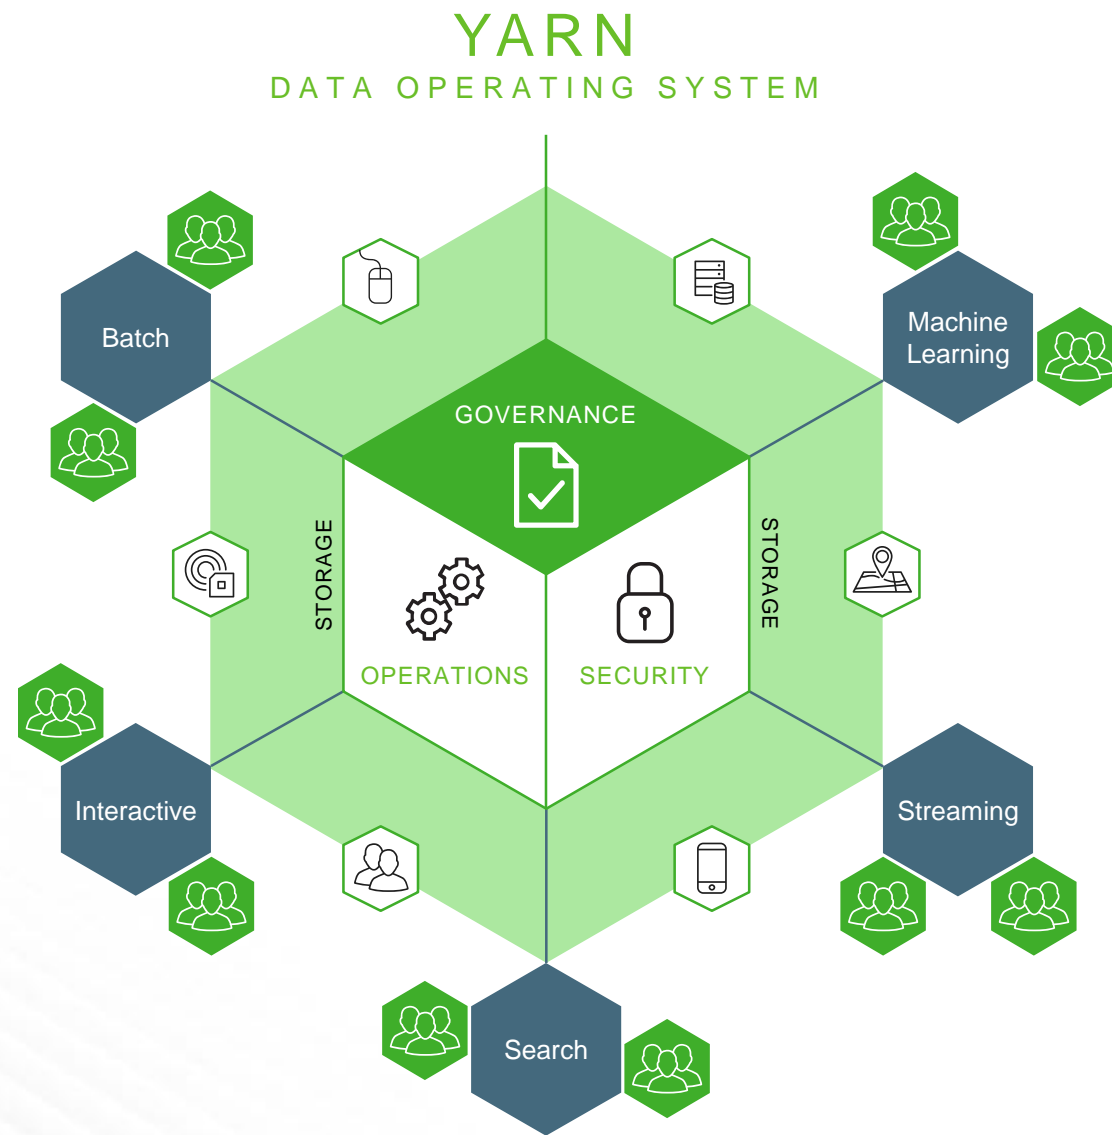 YARN
DATA OPERATING SYSTEM
Batch
Machine
Learning
GOVERNANCE
STORAGE
STORAGE
OPERATIONS
SECURITY
Interactive
Streaming
Search